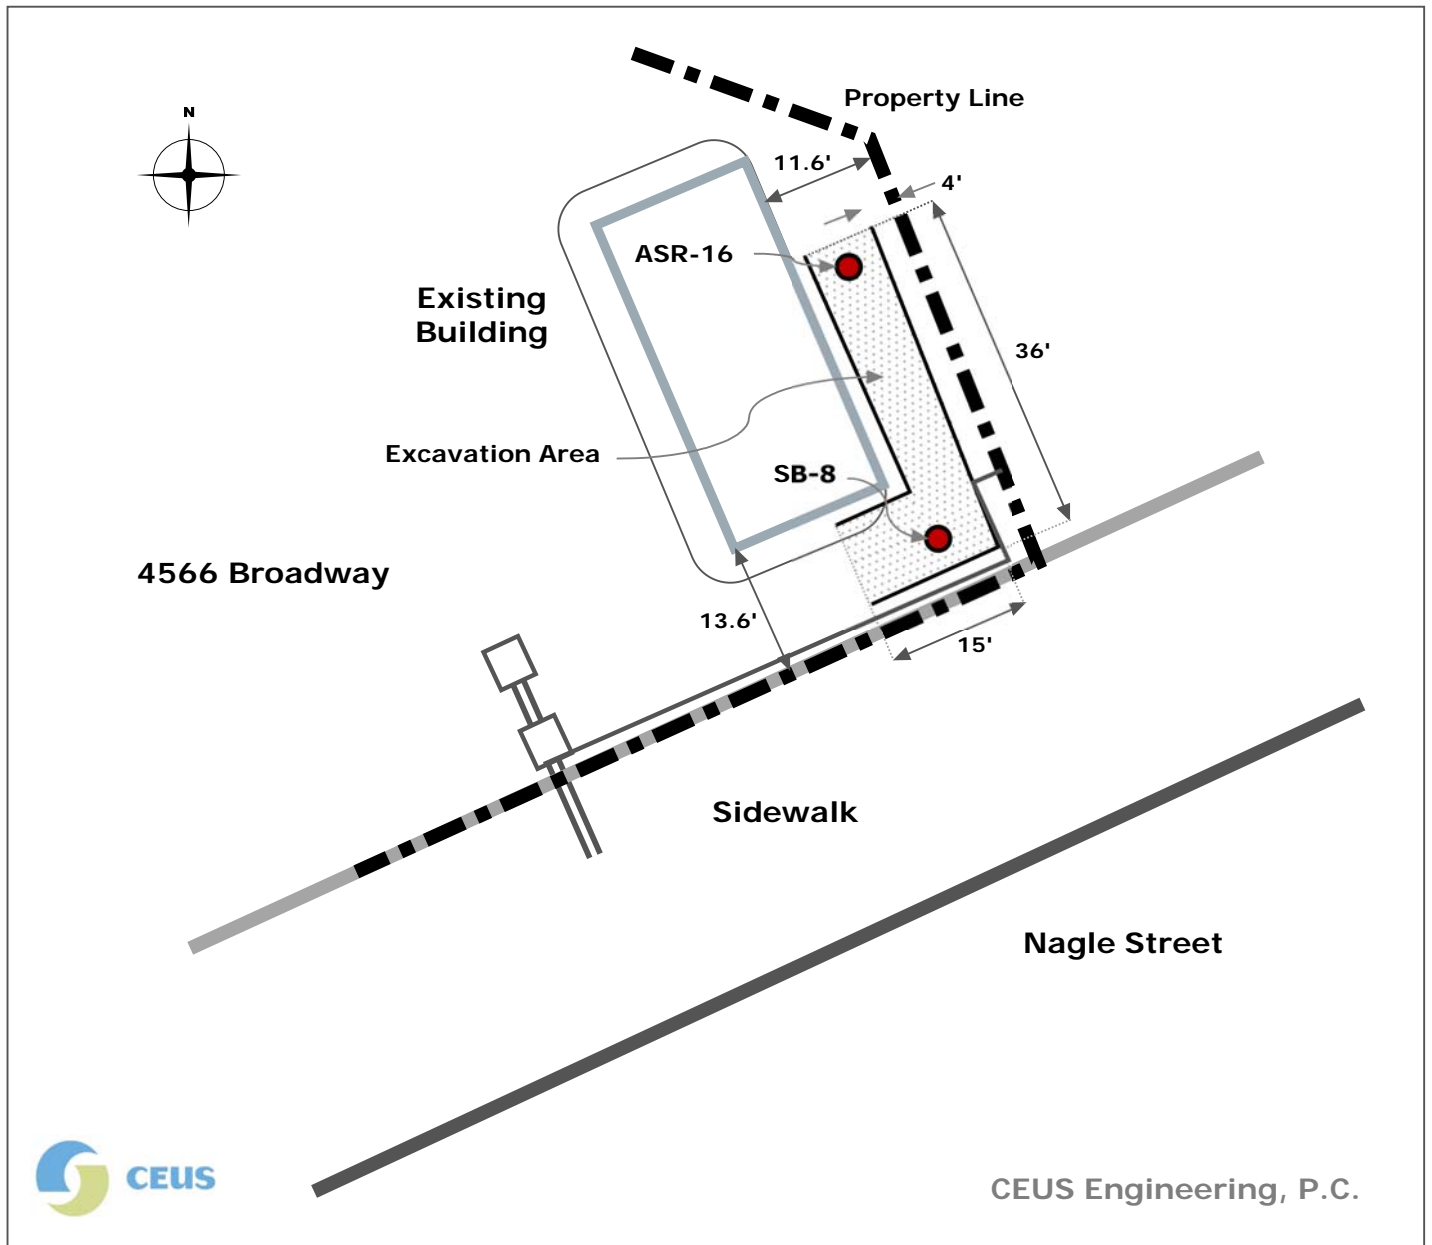 N
Property Line
11.6'
4'
ASR-16
Existing
Building
36'
Excavation Area
SB-8
4566 Broadway
13.6'
15'
Sidewalk
Nagle Street
CEUS
CEUS Engineering, P.C.